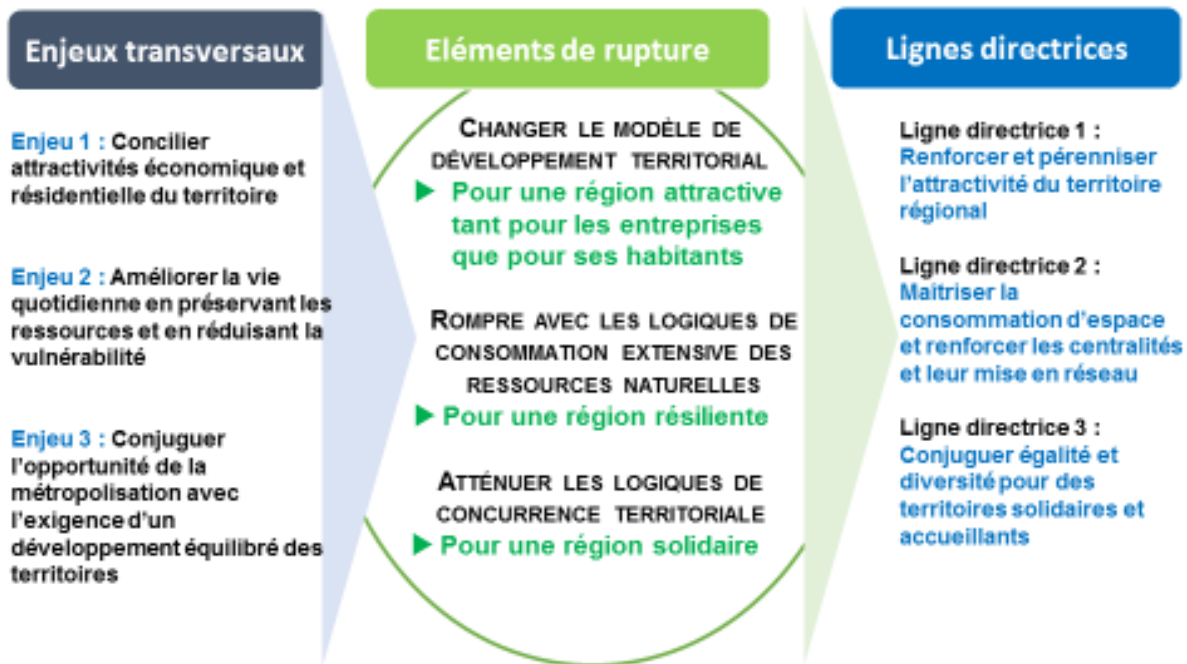 Enjeux transversaux
Enjeu 1 : Concilier
attractivités économique et
résidentielle du territoire
Enjeu 2 : Améliorer la vie
quotidienne en préservant les
ressources et en réduisant la
vulnérabilité
Enjeu 3 : Conjuguer
l'opportunité de la
métropolisation avec
l'exigence d'un
développement équilibré des
territoires
Eléments de rupture
CHANGER LE MODÈLE DE
DÉVELOPPEMENT TERRITORIAL
▶ Pour une région attractive
tant pour les entreprises
que pour ses habitants
ROMPRE AVEC LES LOGIQUES DE
CONSOMMATION EXTENSIVE DES
RESSOURCES NATURELLES
▶ Pour une région résiliente
ATTÉNUER LES LOGIQUES DE
CONCURRENCE TERRITORIALE
▶ Pour une région solidaire
Lignes directrices
Ligne directrice 1 :
Renforcer et pérenniser
l'attractivité du territoire
régional
Ligne directrice 2 :
Maîtriser la
consommation d'espace
et renforcer les centralités
et leur mise en réseau
Ligne directrice 3 :
Conjuguer égalité et
diversité pour des
territoires solidaires et
accueillants